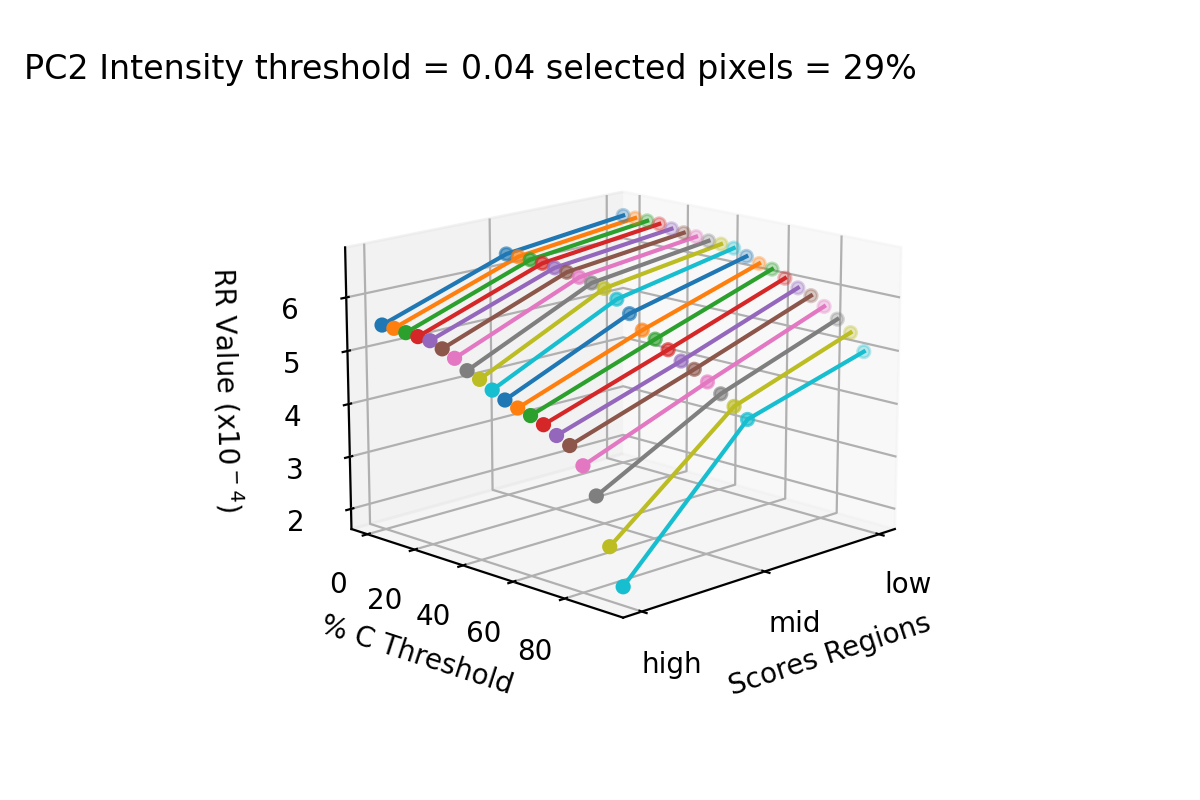 PC2 Intensity threshold = 0.04 selected pixels = 29%
RR Value (x10⁻⁴)
6
5
4
3
2
0
20
40
60
80
% C Threshold
high
mid
low
Scores Regions